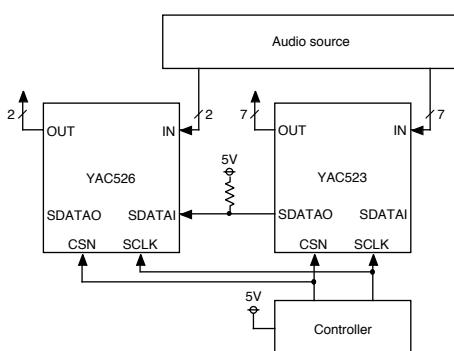 Audio source
2
2
7
7
OUT
IN
OUT
IN
YAC526
5V
YAC523
SDATAO
SDATAI
SDATAO
SDATAI
CSN
SCLK
CSN
SCLK
5V
Controller